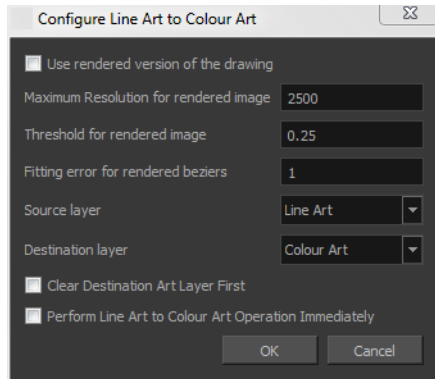 Configure Line Art to Colour Art
Use rendered version of the drawing
Maximum Resolution for rendered image 2500
Threshold for rendered image 0.25
Fitting error for rendered beziers 1
Source layer Line Art
Destination layer Colour Art
Clear Destination Art Layer First
Perform Line Art to Colour Art Operation Immediately
OK Cancel